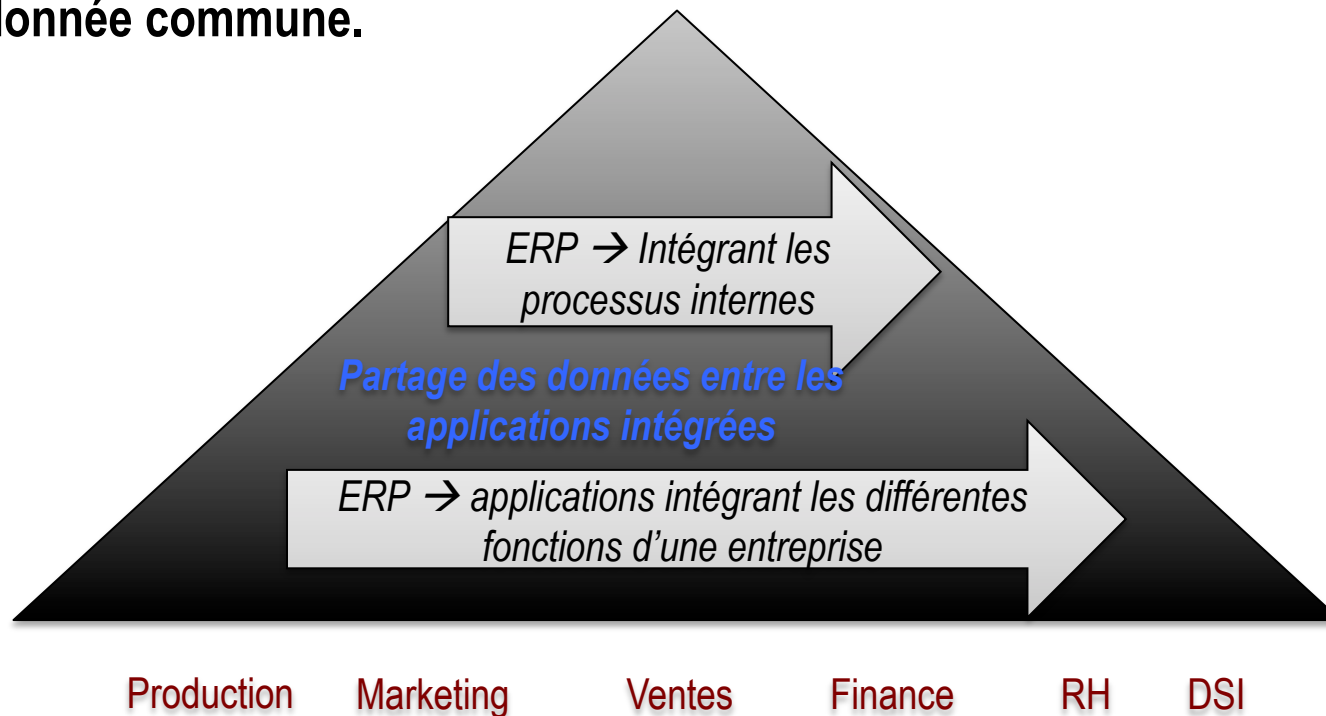 donnée commune.
ERP → Intégrant les
processus internes
Partage des données entre les
applications intégrées
ERP → applications intégrant les différentes
fonctions d’une entreprise
Production Marketing Ventes Finance RH DSI